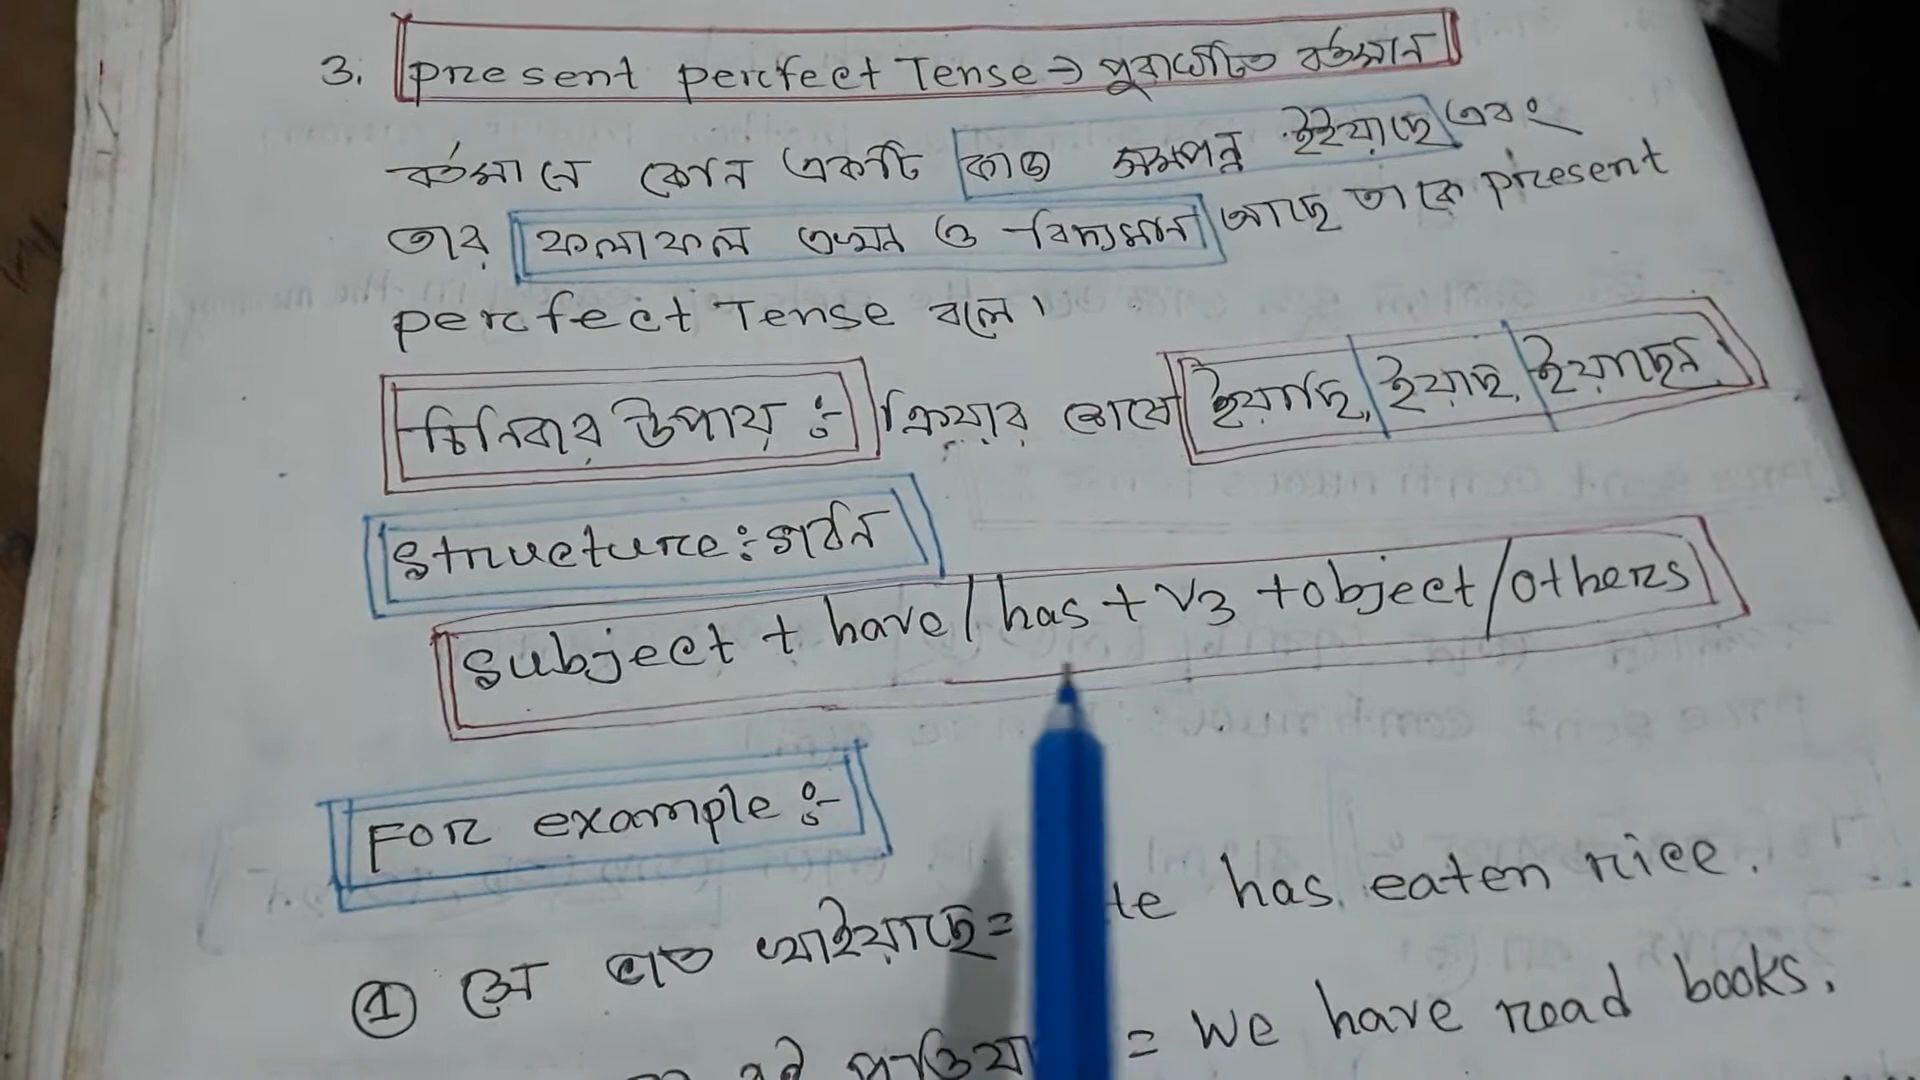 3. present perfect Tense → পুরাঘটিত বর্তমান
বর্তমানে কোন একটি কাজ সমপন্ন হইয়াছে এবং
তার ফলাফল এখন ও বিদ্যমান আছে তাকে present
perfect Tense বলে।
চিনিবার উপায় ঃ- ক্রিয়ার শেষে ইয়াছি, ইয়াছ, ইয়াছেন।
structure: গঠন
subject + have/has + V3 + object/others
For example ঃ-
① সে ভাত খাইয়াছে = He has eaten rice.
বই = We have read books.